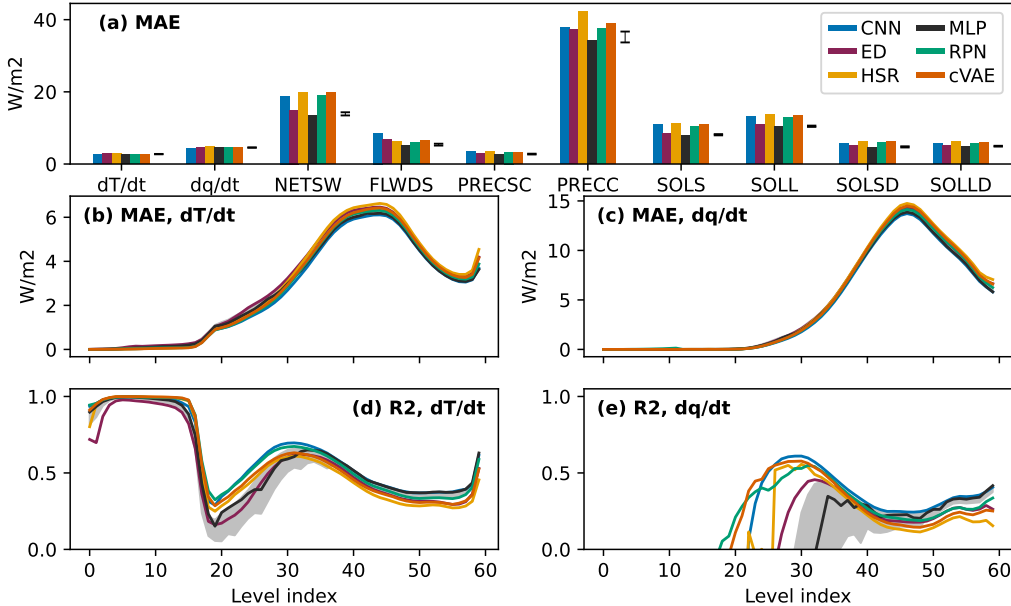 (a) MAE
W/m2
40
20
0
CNN
ED
HSR
MLP
RPN
cVAE
dT/dt dq/dt NETSW FLWDS PRECSC PRECC SOLS SOLL SOLSD SOLLD
(b) MAE, dT/dt
W/m2
6
4
2
0
(c) MAE, dq/dt
W/m2
15
10
5
0
(d) R2, dT/dt
1.0
0.5
0.0
0 10 20 30 40 50 60
Level index
(e) R2, dq/dt
1.0
0.5
0.0
0 10 20 30 40 50 60
Level index